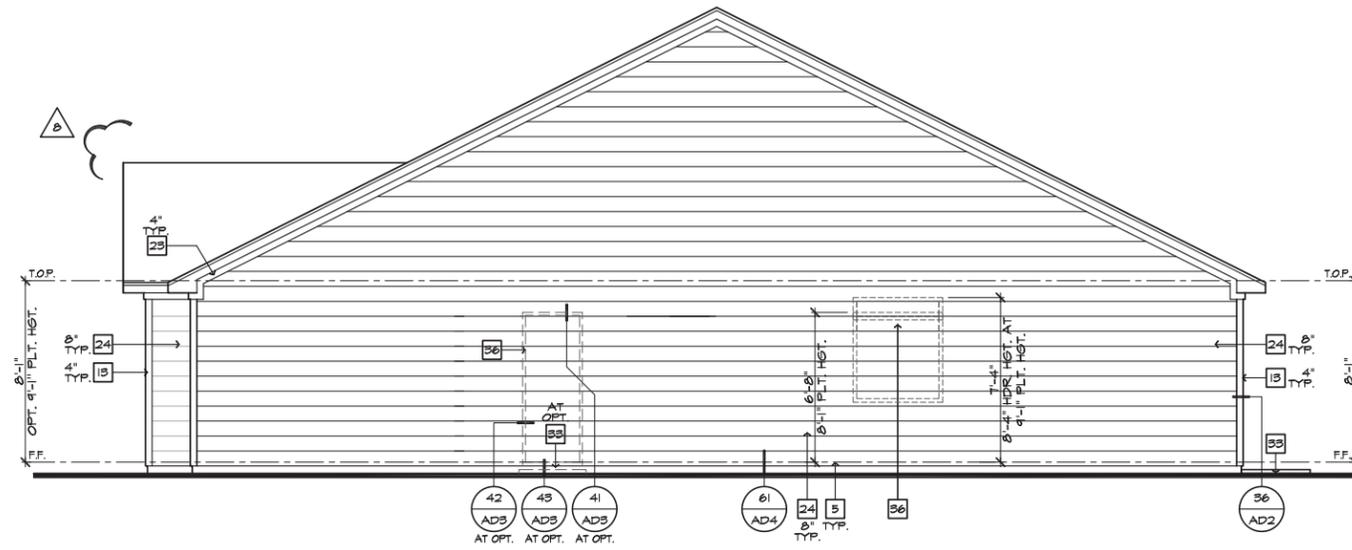 8
4"
TYP.
23
T.O.P.
T.O.P.
8'-1"
OPT. 9'-1" PLT. HGT.
8"
TYP.
24
4"
TYP.
13
36
AT
OPT
33
6'-8"
8'-1" PLT. HGT.
7'-4"
8'-4" HDR HGT. AT
9'-1" PLT. HGT.
24
8"
TYP.
13
4"
TYP.
8'-1"
F.F.
33
F.F.
42
AD3
AT OPT.
43
AD3
41
AD3
AT OPT.
61
AD4
24
8"
TYP.
5
TYP.
36
36
AD2